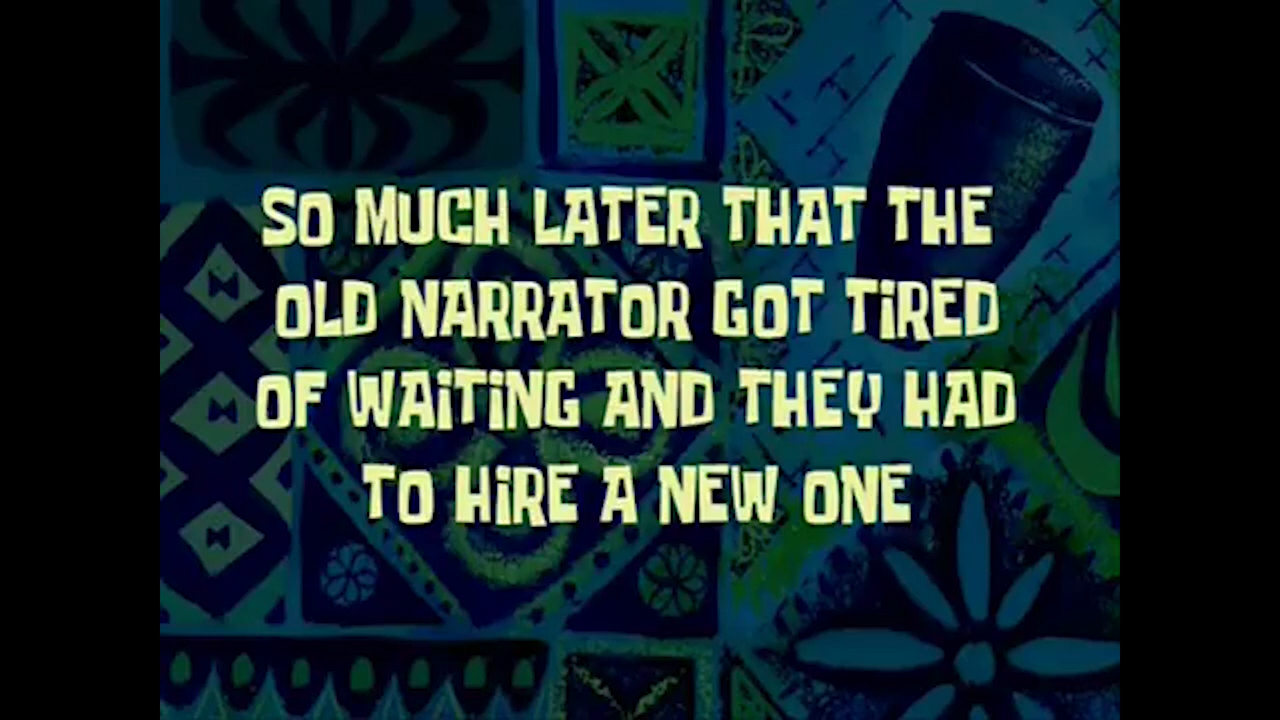 SO MUCH LATER THAT THE
OLD NARRATOR GOT TiRED
OF WAiTiNG AND THEY HAD
TO HiRE A NEW ONE